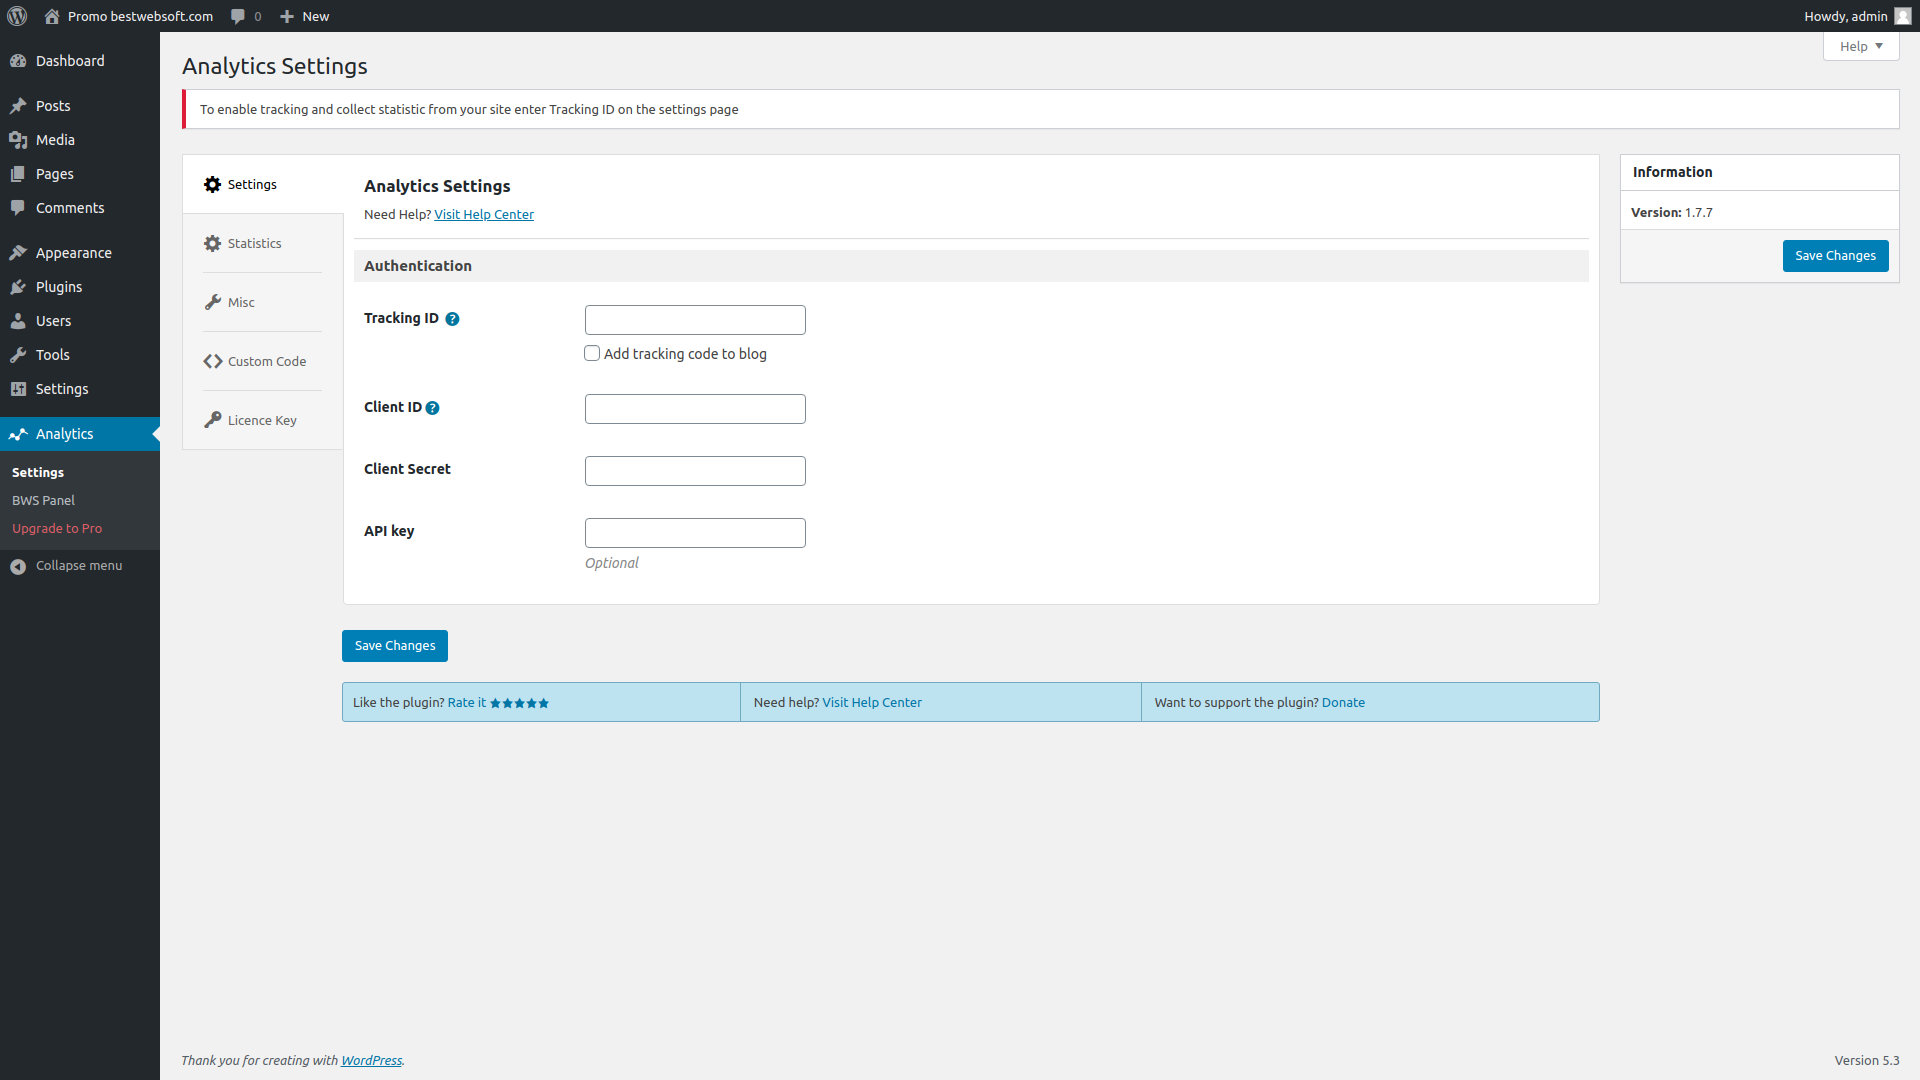 Promo bestwebsoft.com 0 New Howdy, admin
Help
Dashboard
Posts
Media
Pages
Comments
Appearance
Plugins
Users
Tools
Settings
Analytics
Settings
BWS Panel
Upgrade to Pro
Collapse menu
Analytics Settings
To enable tracking and collect statistic from your site enter Tracking ID on the settings page
Settings
Statistics
Misc
Custom Code
Licence Key
Analytics Settings
Need Help? Visit Help Center
Authentication
Tracking ID ?
Add tracking code to blog
Client ID ?
Client Secret
API key
Optional
Save Changes
Information
Version: 1.7.7
Save Changes
Like the plugin? Rate it ★★★★★
Need help? Visit Help Center
Want to support the plugin? Donate
Thank you for creating with WordPress.
Version 5.3